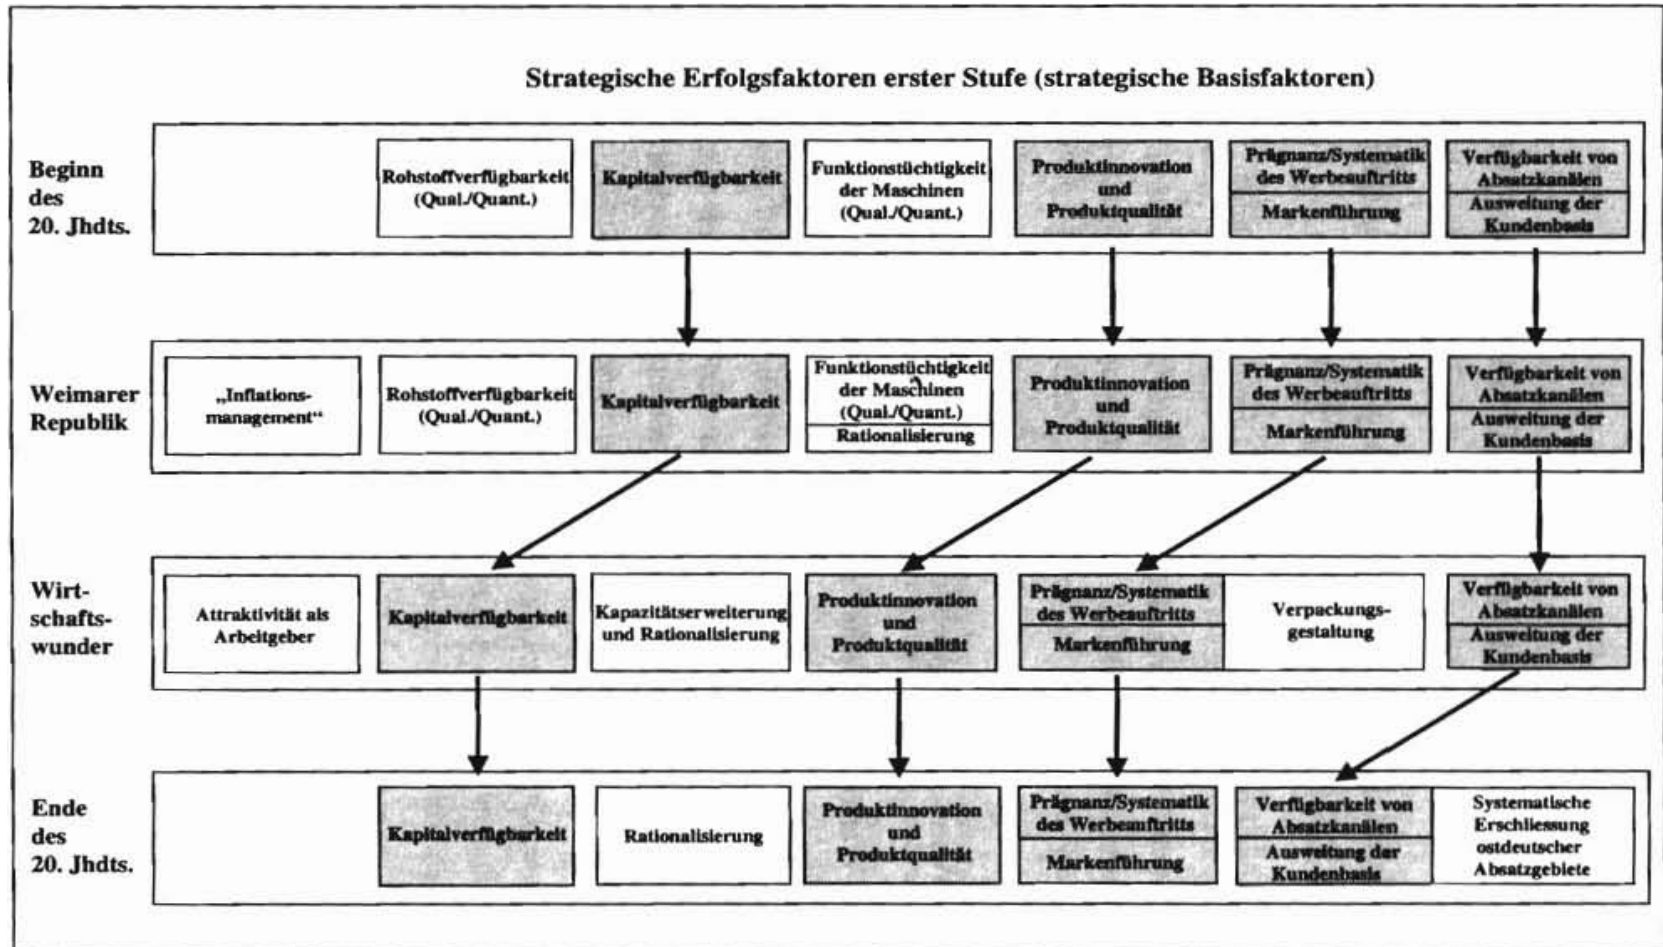 Strategische Erfolgsfaktoren erster Stufe (strategische Basisfaktoren)
Beginn
des
20. Jhdts.
Rohstoffverfügbarkeit
(Qual./Quant.)
Kapitalverfügbarkeit
Funktionstüchtigkeit
der Maschinen
(Qual./Quant.)
Produktinnovation
und
Produktqualität
Prägnanz/Systematik
des Werbeauftritts
Markenführung
Verfügbarkeit von
Absatzkanälen
Ausweitung der
Kundenbasis
Weimarer
Republik
„Inflations-
management“
Rohstoffverfügbarkeit
(Qual./Quant.)
Kapitalverfügbarkeit
Funktionstüchtigkeit
der Maschinen
(Qual./Quant.)
Rationalisierung
Produktinnovation
und
Produktqualität
Prägnanz/Systematik
des Werbeauftritts
Markenführung
Verfügbarkeit von
Absatzkanälen
Ausweitung der
Kundenbasis
Wirt-
schafts-
wunder
Attraktivität als
Arbeitgeber
Kapitalverfügbarkeit
Kapazitätserweiterung
und Rationalisierung
Produktinnovation
und
Produktqualität
Prägnanz/Systematik
des Werbeauftritts
Markenführung
Verpackungs-
gestaltung
Verfügbarkeit von
Absatzkanälen
Ausweitung der
Kundenbasis
Ende
des
20. Jhdts.
Kapitalverfügbarkeit
Rationalisierung
Produktinnovation
und
Produktqualität
Prägnanz/Systematik
des Werbeauftritts
Markenführung
Verfügbarkeit von
Absatzkanälen
Ausweitung der
Kundenbasis
Systematische
Erschliessung
ostdeutscher
Absatzgebiete